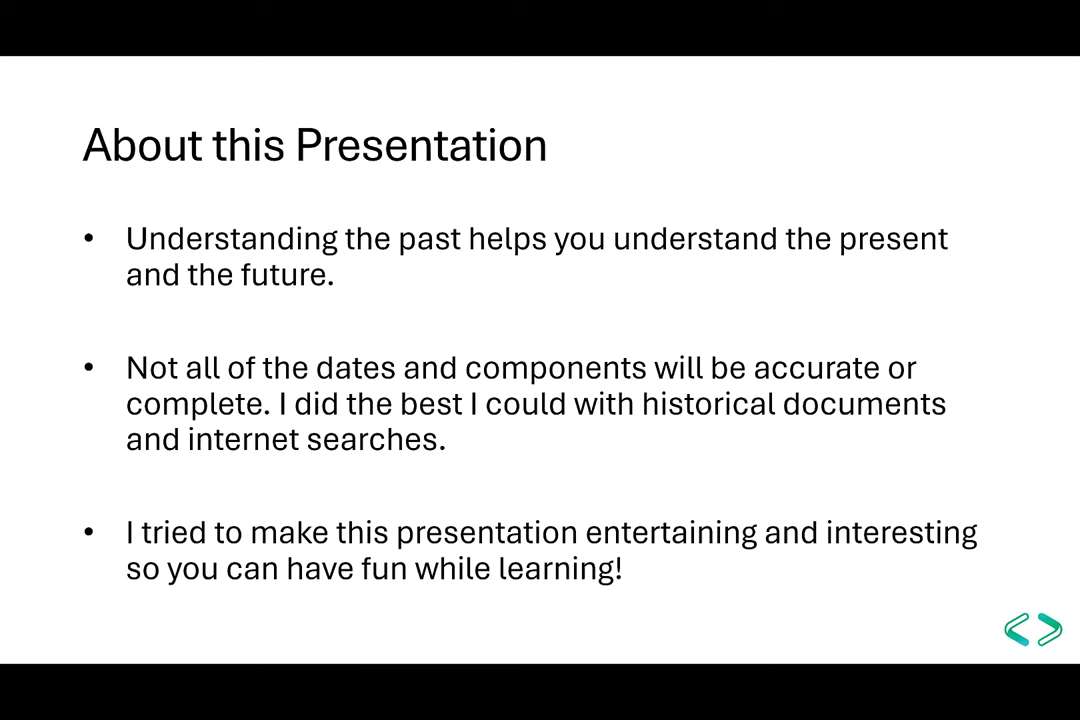 About this Presentation
• Understanding the past helps you understand the present
and the future.
• Not all of the dates and components will be accurate or
complete. I did the best I could with historical documents
and internet searches.
• I tried to make this presentation entertaining and interesting
so you can have fun while learning!